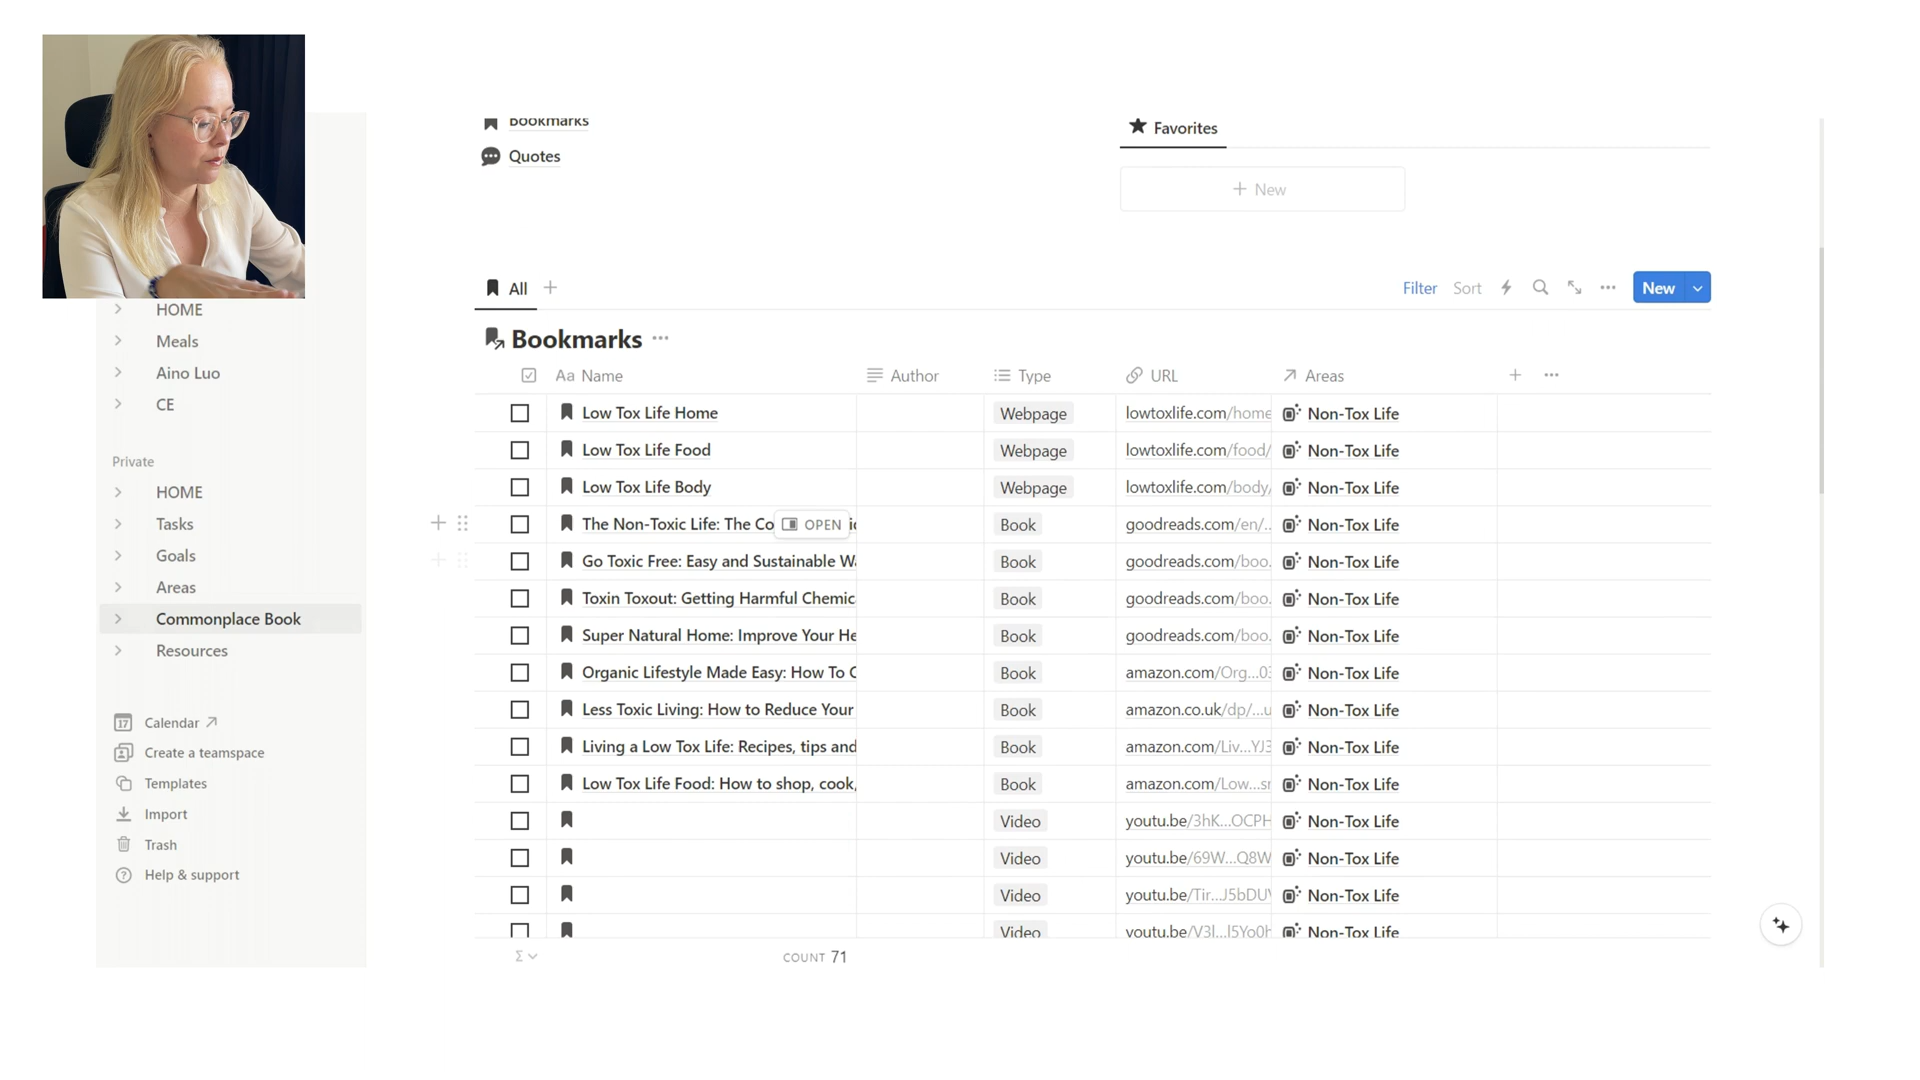 Bookmarks
Quotes
Favorites
New
All
Filter
Sort
New
Bookmarks
Aa Name
Author
Type
URL
Areas
Low Tox Life Home Webpage lowtoxlife.com/home Non-Tox Life
Low Tox Life Food Webpage lowtoxlife.com/food/ Non-Tox Life
Low Tox Life Body Webpage lowtoxlife.com/body/ Non-Tox Life
The Non-Toxic Life: The Co OPEN Book goodreads.com/en/... Non-Tox Life
Go Toxic Free: Easy and Sustainable Wa Book goodreads.com/boo. Non-Tox Life
Toxin Toxout: Getting Harmful Chemic Book goodreads.com/boo. Non-Tox Life
Super Natural Home: Improve Your He Book goodreads.com/boo. Non-Tox Life
Organic Lifestyle Made Easy: How To Book amazon.com/Org...03 Non-Tox Life
Less Toxic Living: How to Reduce Your Book amazon.co.uk/dp/...u Non-Tox Life
Living a Low Tox Life: Recipes, tips and Book amazon.com/Liv...YJ3 Non-Tox Life
Low Tox Life Food: How to shop, cook, Book amazon.com/Low...sr Non-Tox Life
Video youtu.be/3hK...OCPH Non-Tox Life
Video youtu.be/69W...Q8W Non-Tox Life
Video youtu.be/Tir...J5bDU Non-Tox Life
Video youtu.be/V3l...l5Yo0h Non-Tox Life
COUNT 71
HOME
Meals
Aino Luo
CE
Private
HOME
Tasks
Goals
Areas
Commonplace Book
Resources
17 Calendar
Create a teamspace
Templates
Import
Trash
Help & support